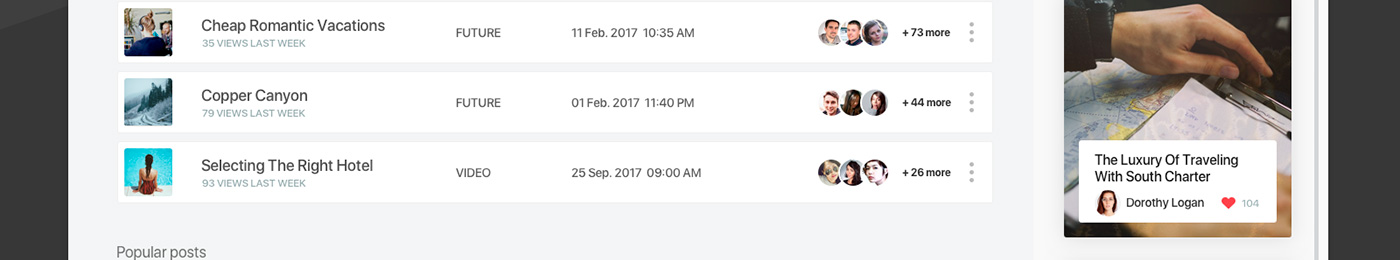 Cheap Romantic Vacations
35 VIEWS LAST WEEK
FUTURE
11 Feb. 2017 10:35 AM
+ 73 more
Copper Canyon
79 VIEWS LAST WEEK
FUTURE
01 Feb. 2017 11:40 PM
+ 44 more
Selecting The Right Hotel
93 VIEWS LAST WEEK
VIDEO
25 Sep. 2017 09:00 AM
+ 26 more
Popular posts
The Luxury Of Traveling
With South Charter
Dorothy Logan
104